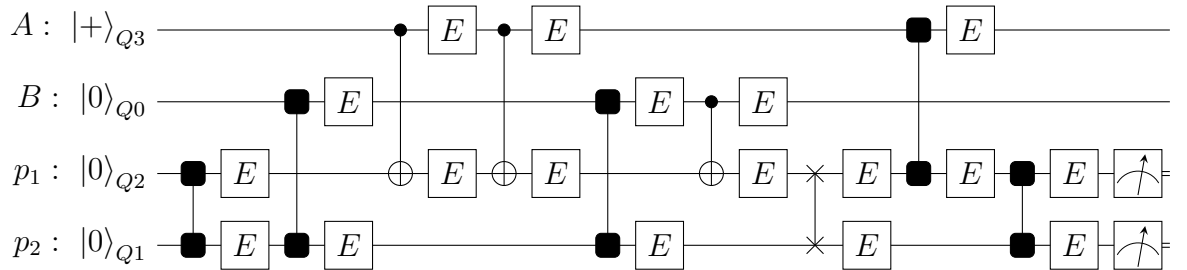 A : |+⟩Q3 E E E
B : |0⟩Q0 E E E
p1 : |0⟩Q2 E E E E E E E
p2 : |0⟩Q1 E E E E E